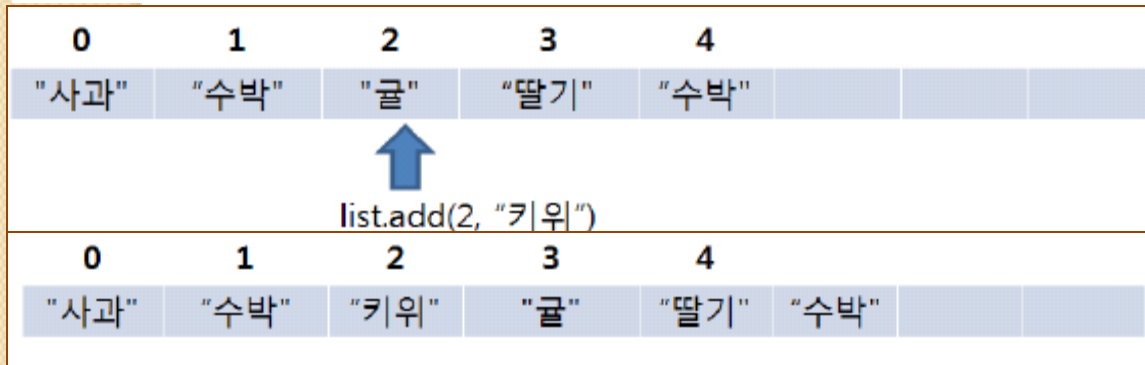 0 1 2 3 4
"사과" "수박" "귤" "딸기" "수박"
list.add(2, "키위")
0 1 2 3 4
"사과" "수박" "키위" "귤" "딸기" "수박"